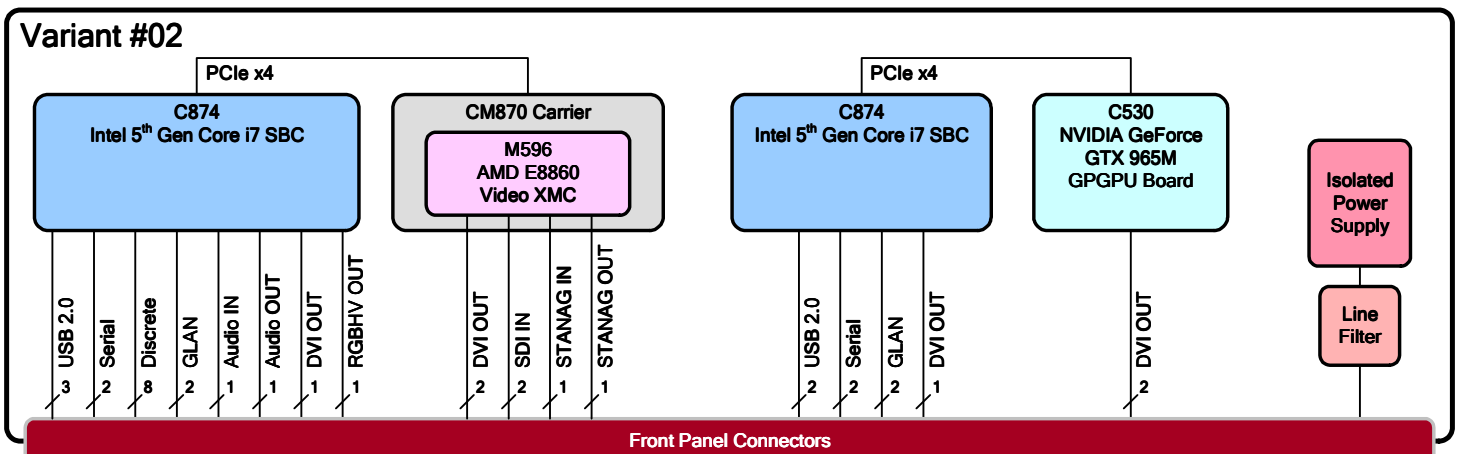 Variant #02
PCIe x4
PCIe x4
C874
Intel 5th Gen Core i7 SBC
CM870 Carrier
M596
AMD E8860
Video XMC
C874
Intel 5th Gen Core i7 SBC
C530
NVIDIA GeForce
GTX 965M
GPGPU Board
Isolated
Power
Supply
Line
Filter
USB 2.0
3
Serial
2
Discrete
8
GLAN
2
Audio IN
1
Audio OUT
1
DVI OUT
1
RGBHV OUT
1
DVI OUT
2
SDI IN
2
STANAG IN
1
STANAG OUT
1
USB 2.0
2
Serial
2
GLAN
2
DVI OUT
1
DVI OUT
2
Front Panel Connectors